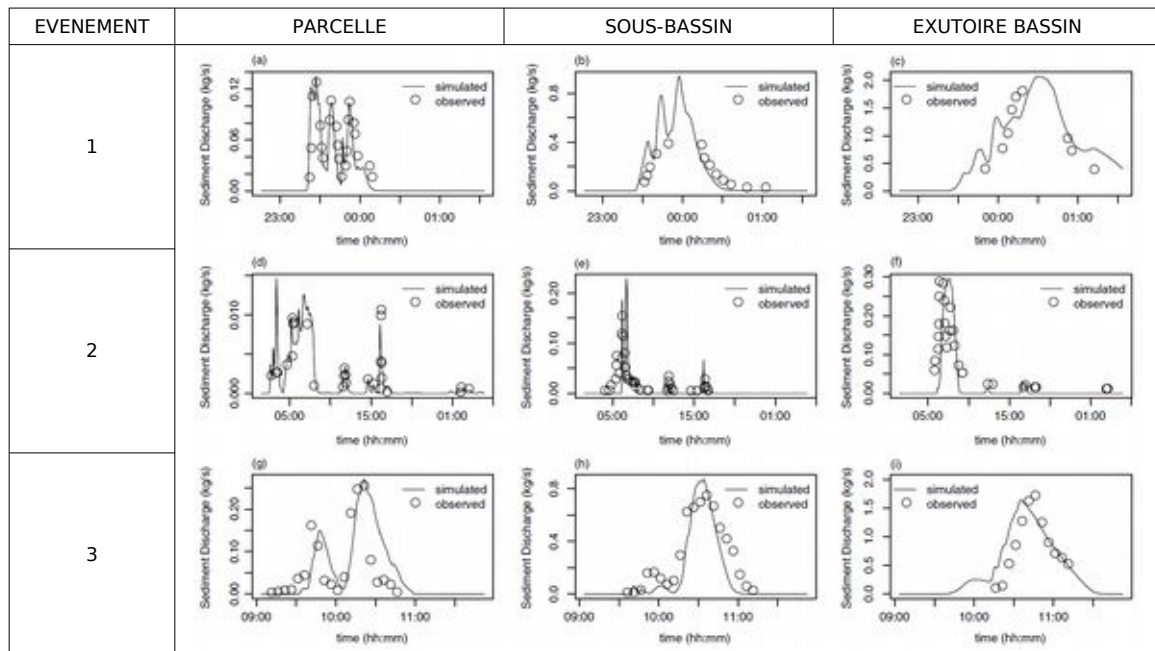 EVENEMENT PARCELLE SOUS-BASSIN EXUTOIRE BASSIN
1
(a)
Sediment Discharge (kg/s)
0.00 0.06 0.12
simulated
observed
23:00 00:00 01:00
time (hh:mm)
(b)
Sediment Discharge (kg/s)
0.0 0.4 0.8
simulated
observed
23:00 00:00 01:00
time (hh:mm)
(c)
Sediment Discharge (kg/s)
0.0 0.5 1.0 1.5 2.0
simulated
observed
23:00 00:00 01:00
time (hh:mm)
2
(d)
Sediment Discharge (kg/s)
0.000 0.010
simulated
observed
05:00 15:00 01:00
time (hh:mm)
(e)
Sediment Discharge (kg/s)
0.00 0.10 0.20
simulated
observed
05:00 15:00 01:00
time (hh:mm)
(f)
Sediment Discharge (kg/s)
0.00 0.10 0.20 0.30
simulated
observed
05:00 15:00 01:00
time (hh:mm)
3
(g)
Sediment Discharge (kg/s)
0.00 0.10 0.20
simulated
observed
09:00 10:00 11:00
time (hh:mm)
(h)
Sediment Discharge (kg/s)
0.0 0.4 0.8
simulated
observed
09:00 10:00 11:00
time (hh:mm)
(i)
Sediment Discharge (kg/s)
0.0 0.5 1.0 1.5 2.0
simulated
observed
09:00 10:00 11:00
time (hh:mm)